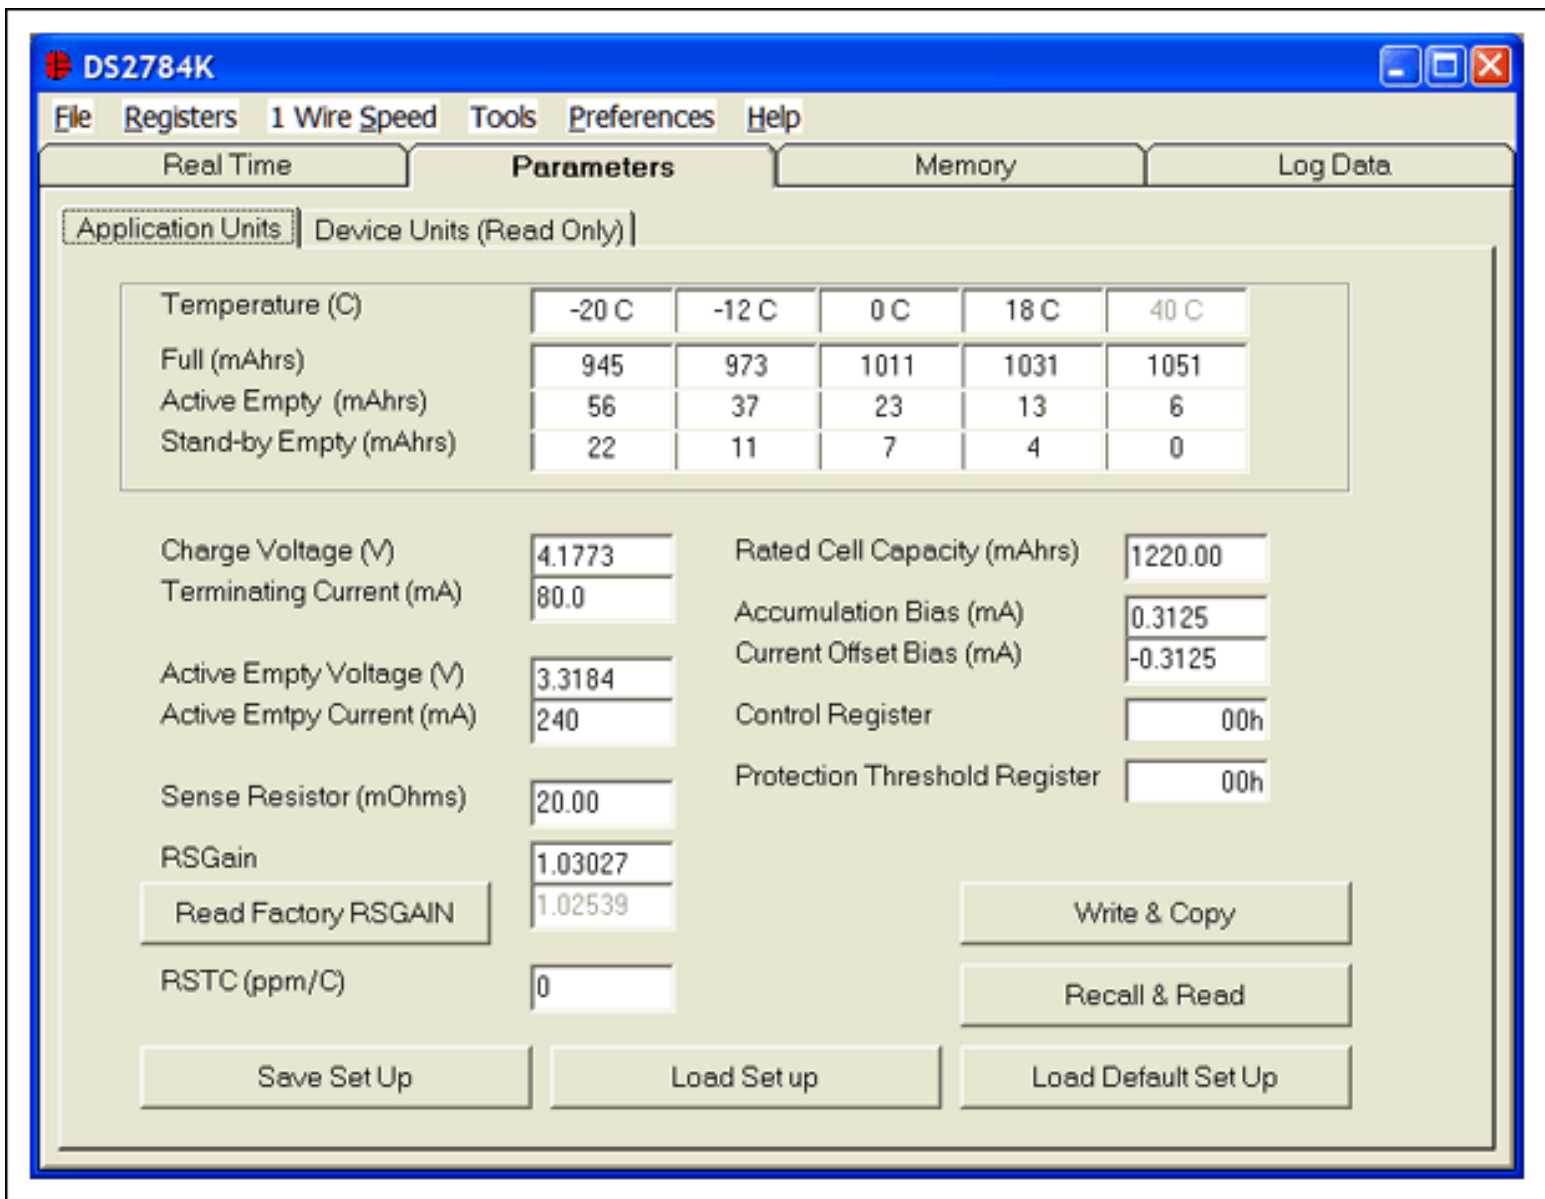 DS2784K
File Registers 1 Wire Speed Tools Preferences Help
Real Time Parameters Memory Log Data
Application Units Device Units (Read Only)
Temperature (C) -20 C -12 C 0 C 18 C 40 C
Full (mAhrs) 945 973 1011 1031 1051
Active Empty (mAhrs) 56 37 23 13 6
Stand-by Empty (mAhrs) 22 11 7 4 0
Charge Voltage (V) 4.1773 Rated Cell Capacity (mAhrs) 1220.00
Terminating Current (mA) 80.0
Accumulation Bias (mA) 0.3125
Current Offset Bias (mA) -0.3125
Active Empty Voltage (V) 3.3184
Active Emtpy Current (mA) 240 Control Register 00h
Protection Threshold Register 00h
Sense Resistor (mOhms) 20.00
RSGain 1.03027
Read Factory RSGAIN 1.02539 Write & Copy
RSTC (ppm/C) 0 Recall & Read
Save Set Up Load Set up Load Default Set Up